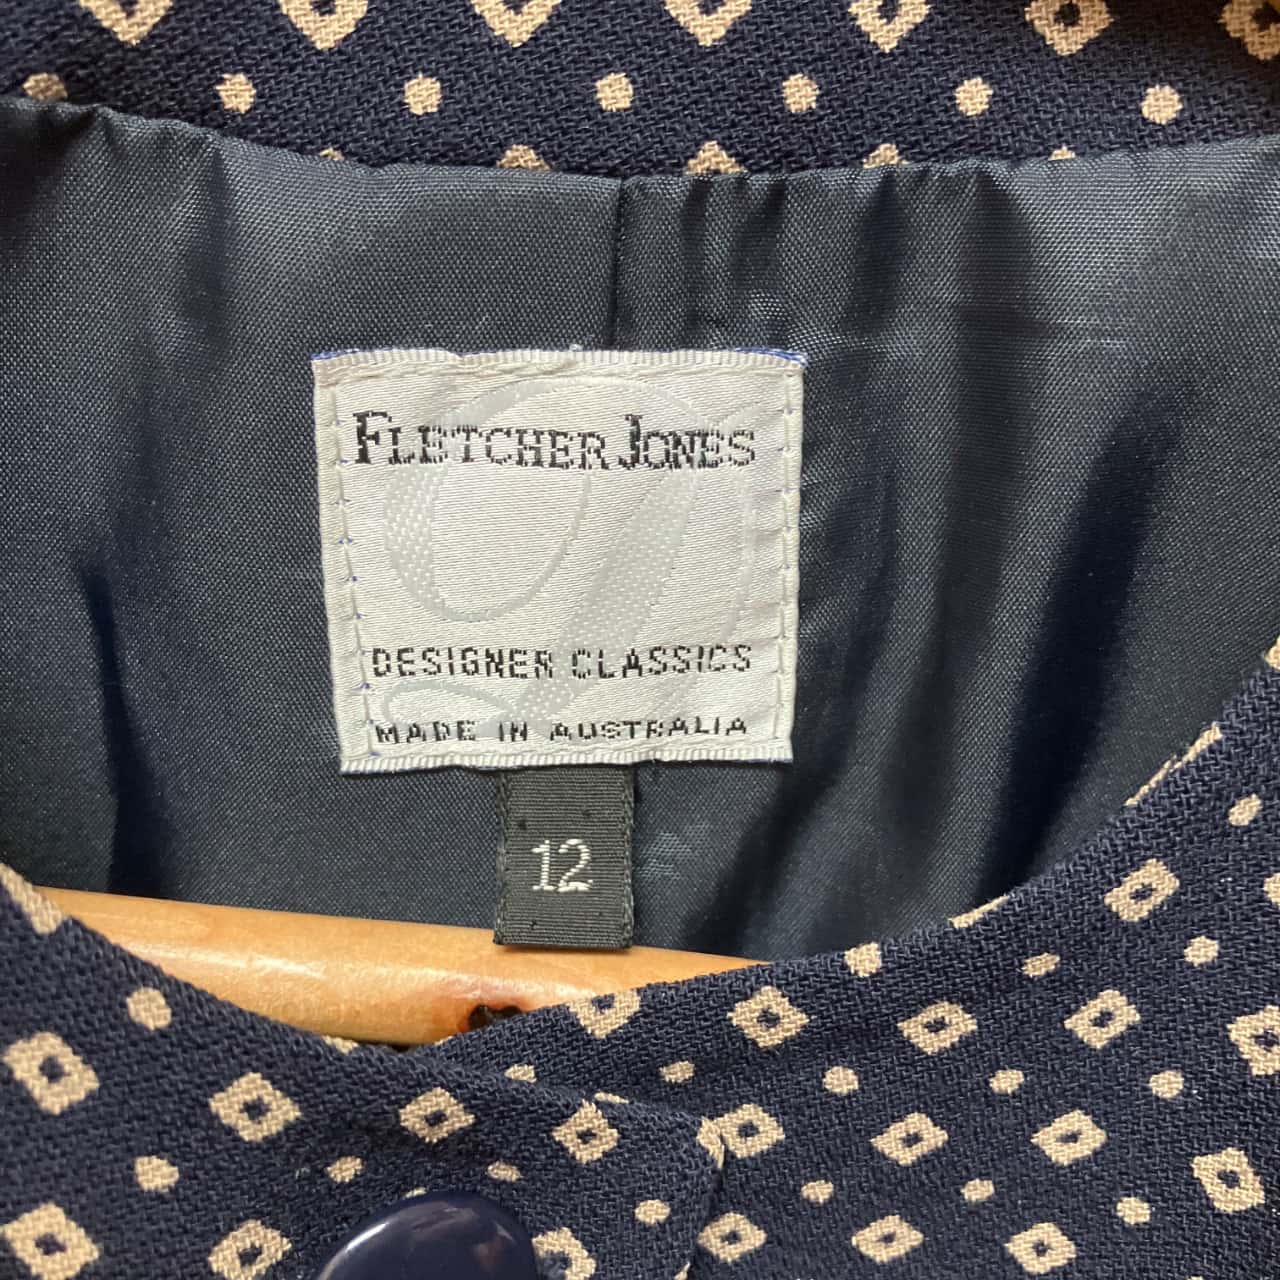 FLETCHER JONES
DESIGNER CLASSICS
MADE IN AUSTRALIA
12